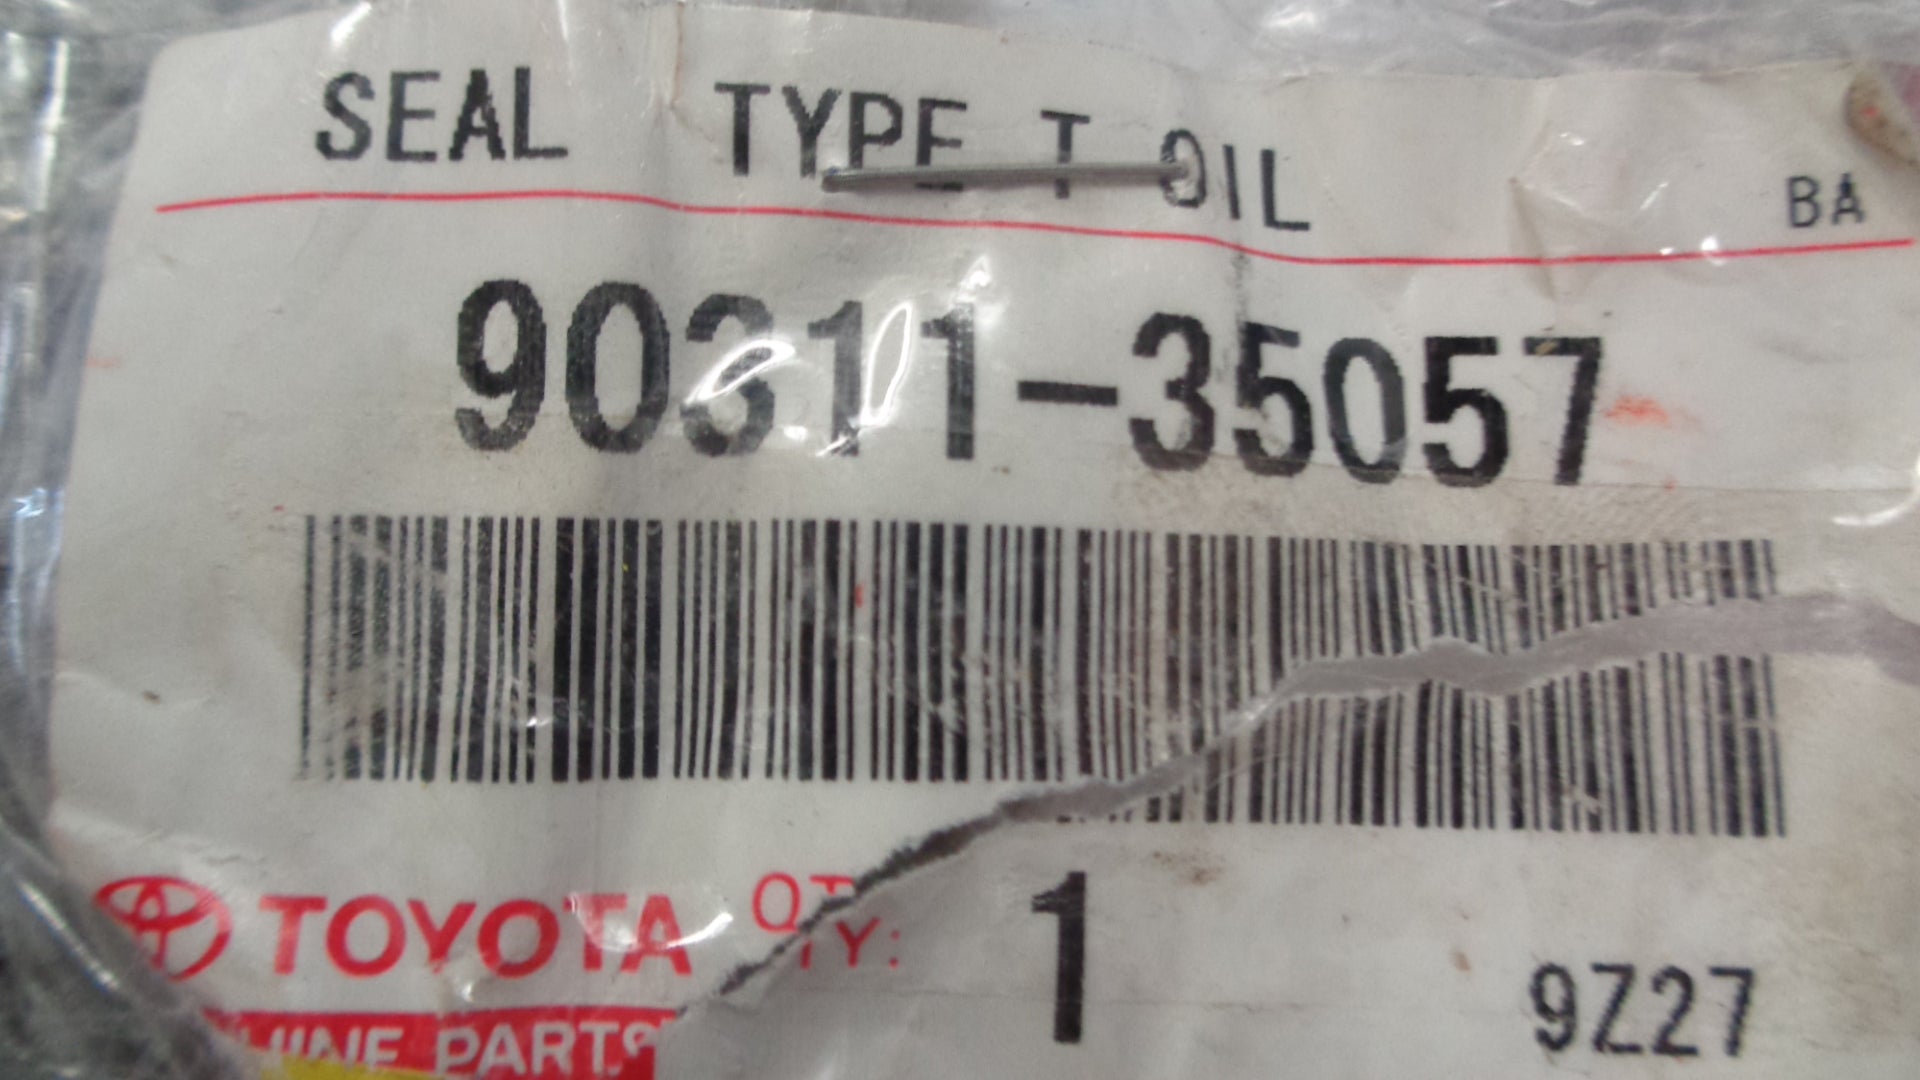 SEAL TYPE T OIL
BA
90311-35057
TOYOTA QTY: 1
PARTS 9Z27